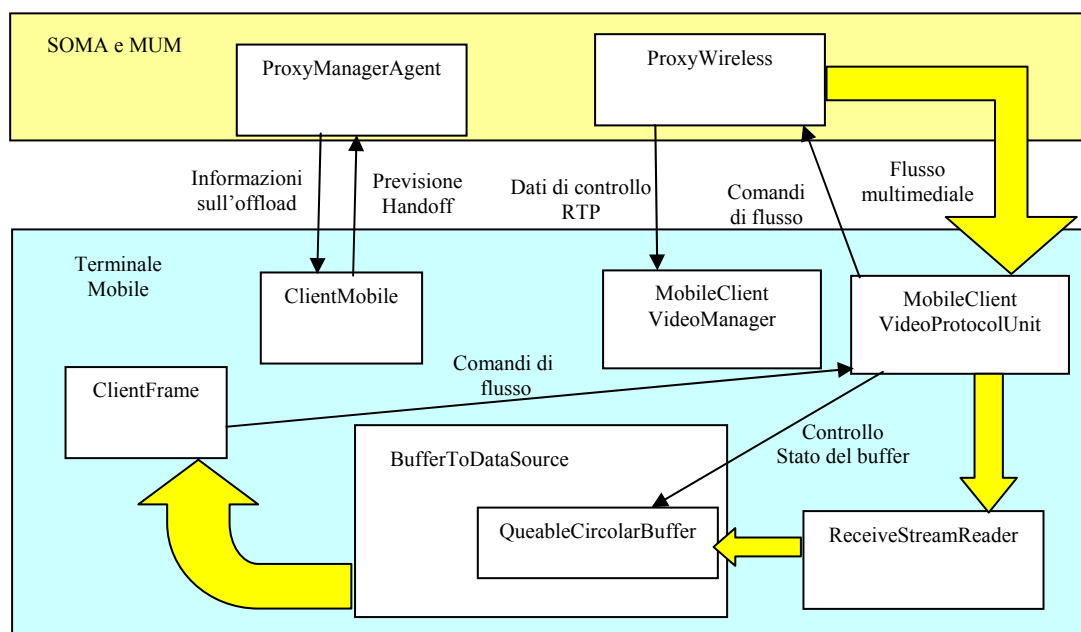 SOMA e MUM
ProxyManagerAgent
ProxyWireless
Informazioni
sull'offload
Previsione
Handoff
Dati di controllo
RTP
Comandi
di flusso
Flusso
multimediale
Terminale
Mobile
ClientMobile
MobileClient
VideoManager
MobileClient
VideoProtocolUnit
ClientFrame
Comandi di
flusso
Controllo
Stato del buffer
BufferToDataSource
QueableCircolarBuffer
ReceiveStreamReader